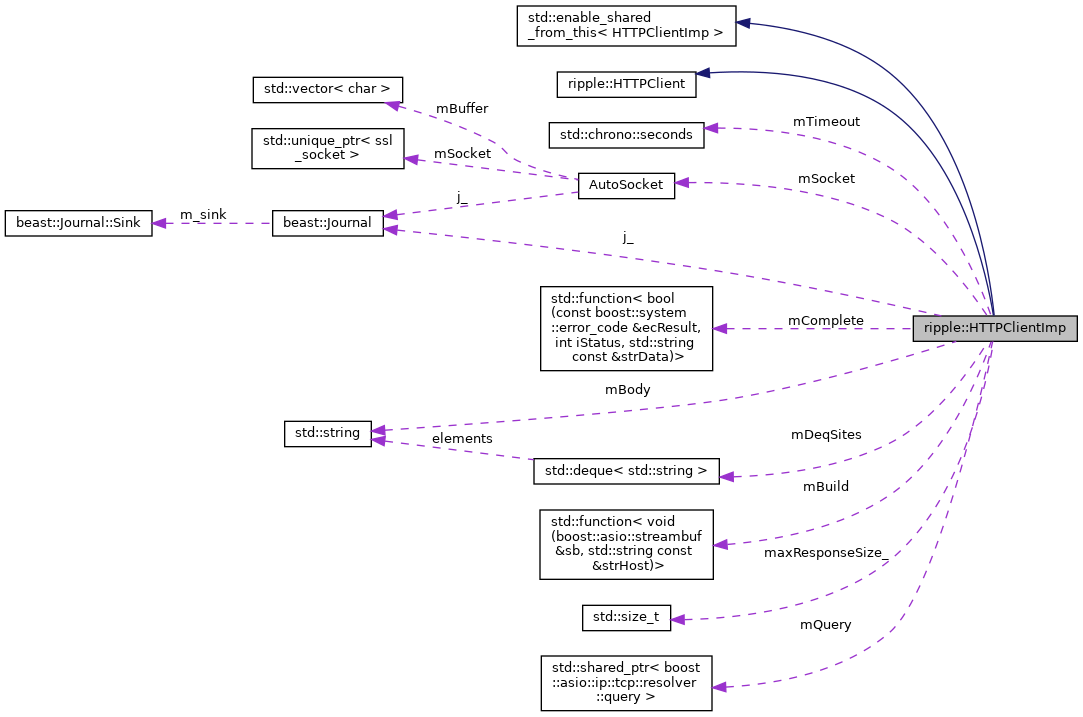 std::enable_shared
_from_this< HTTPClientImp >
ripple::HTTPClient
std::vector< char >
mBuffer
mTimeout
std::chrono::seconds
std::unique_ptr< ssl
_socket >
mSocket
mSocket
AutoSocket
j_
beast::Journal::Sink
m_sink
beast::Journal
j_
std::function< bool
(const boost::system
::error_code &ecResult,
int iStatus, std::string
const &strData)>
mComplete
ripple::HTTPClientImp
mBody
std::string
elements
mDeqSites
std::deque< std::string >
mBuild
std::function< void
(boost::asio::streambuf
&sb, std::string const
&strHost)>
maxResponseSize_
std::size_t
mQuery
std::shared_ptr< boost
::asio::ip::tcp::resolver
::query >